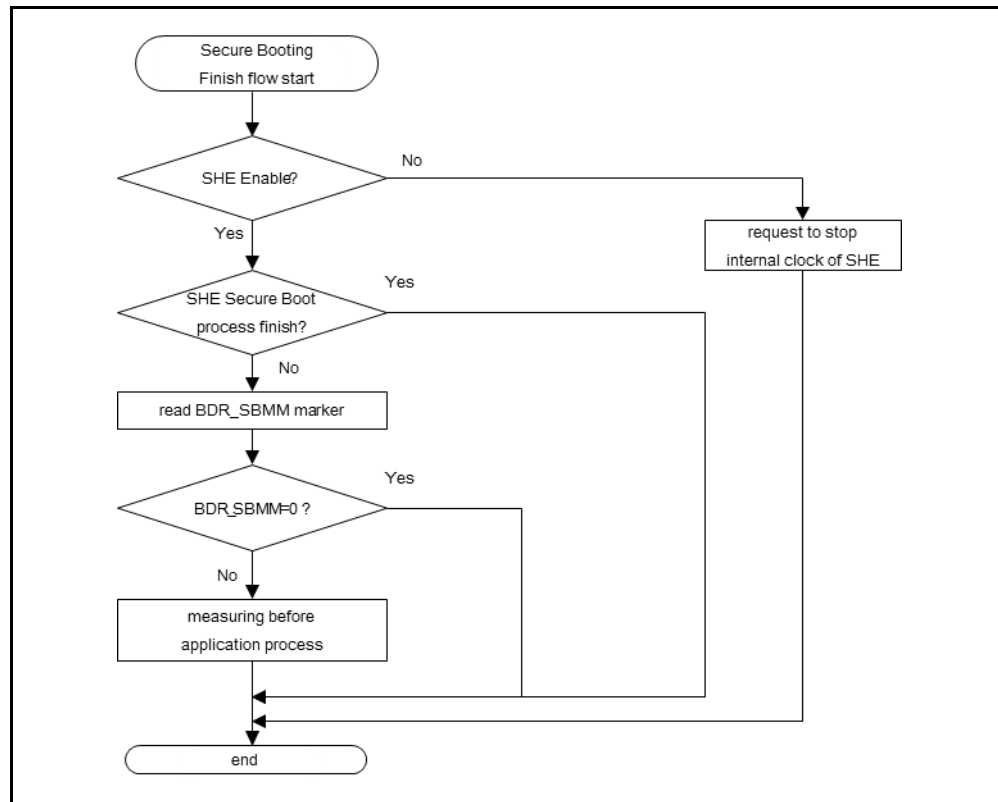 Secure Booting
Finish flow start
No
SHE Enable?
Yes
request to stop
internal clock of SHE
Yes
SHE Secure Boot
process finish?
No
read BDR_SBMM marker
Yes
BDR_SBMM=0 ?
No
measuring before
application process
end